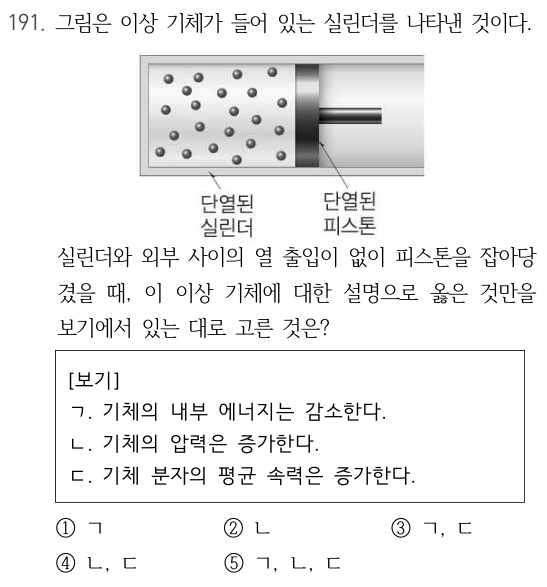 191. 그림은 이상 기체가 들어 있는 실린더를 나타낸 것이다.
단열된
실린더
단열된
피스톤
실린더와 외부 사이의 열 출입이 없이 피스톤을 잡아당
겼을 때, 이 이상 기체에 대한 설명으로 옳은 것만을
보기에서 있는 대로 고른 것은?
[보기]
ㄱ. 기체의 내부 에너지는 감소한다.
ㄴ. 기체의 압력은 증가한다.
ㄷ. 기체 분자의 평균 속력은 증가한다.
① ㄱ ② ㄴ ③ ㄱ, ㄷ
④ ㄴ, ㄷ ⑤ ㄱ, ㄴ, ㄷ